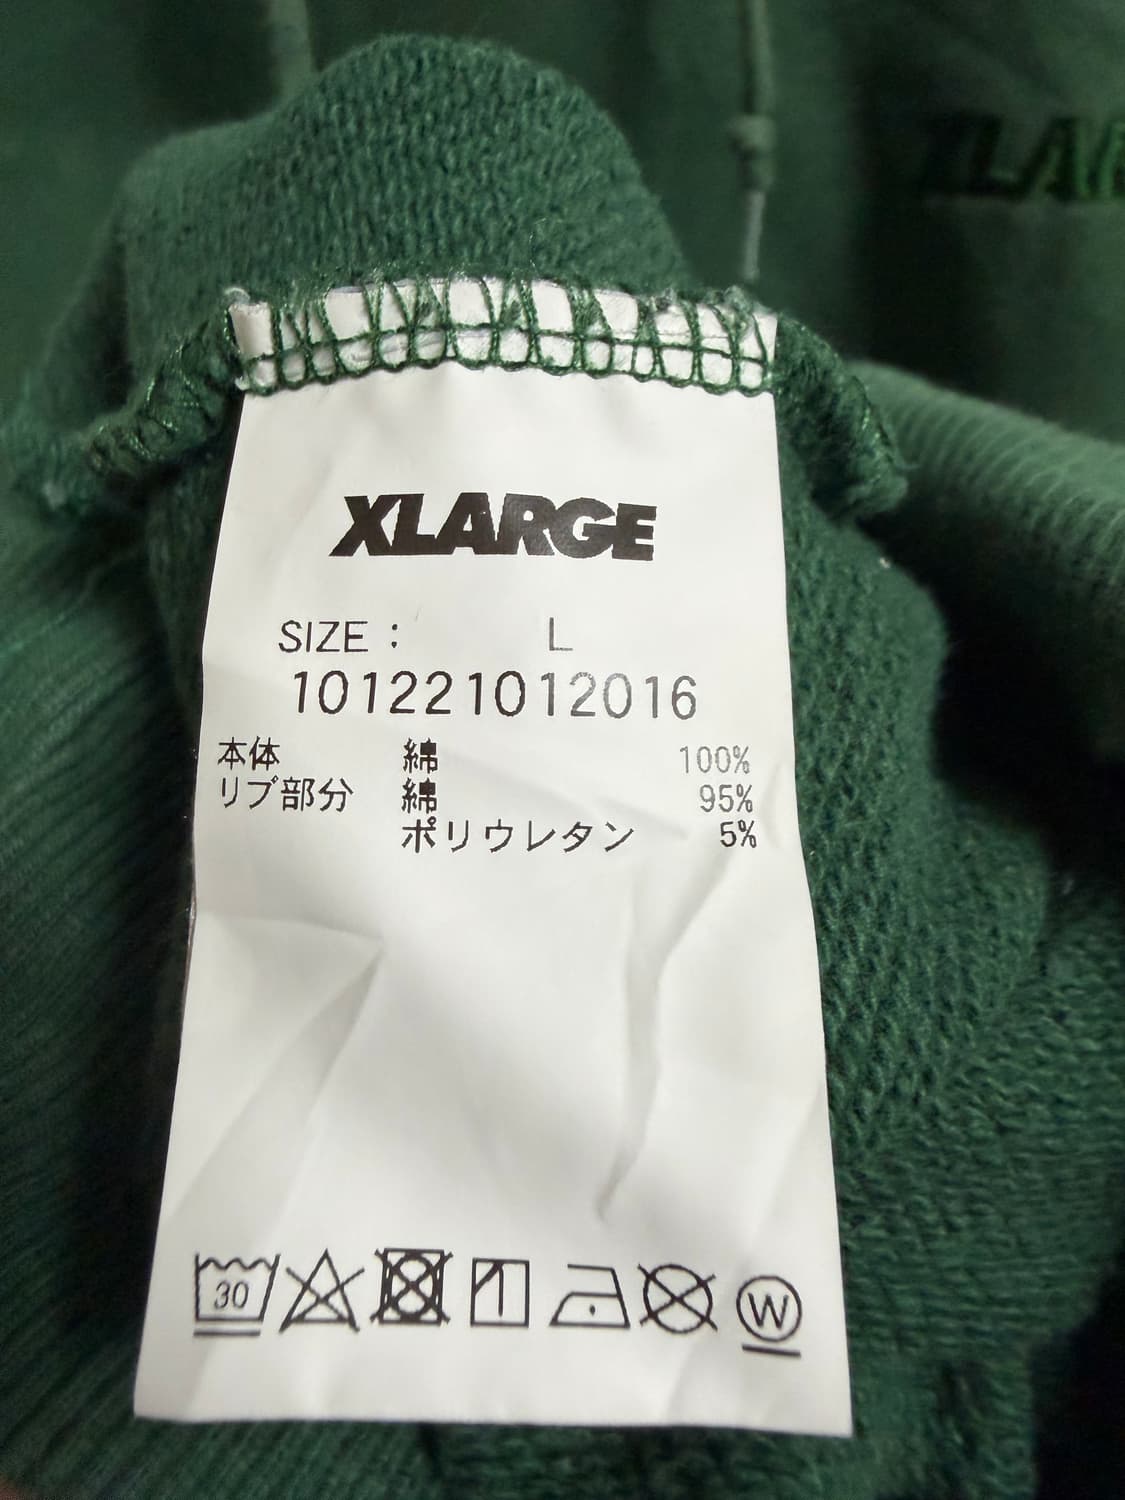 XLARGE
SIZE : L
101221012016
本体 綿 100%
リブ部分 綿 95%
ポリウレタン 5%
30
W